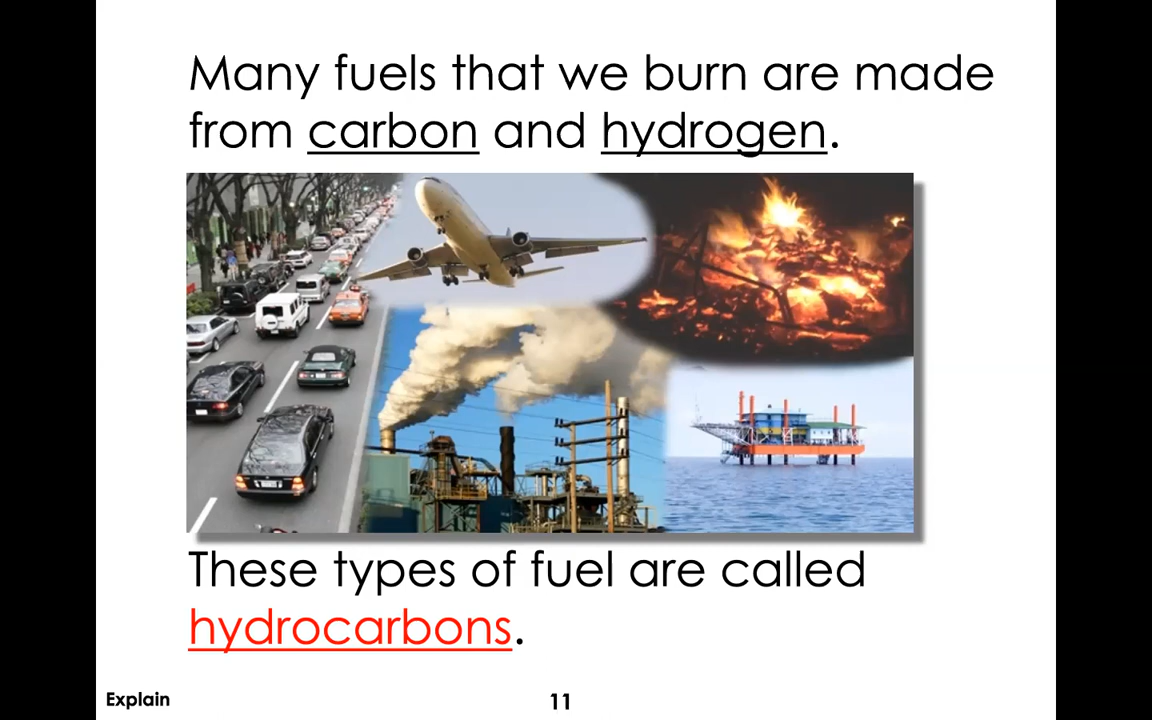 Many fuels that we burn are made
from carbon and hydrogen.
These types of fuel are called
hydrocarbons.
Explain
11